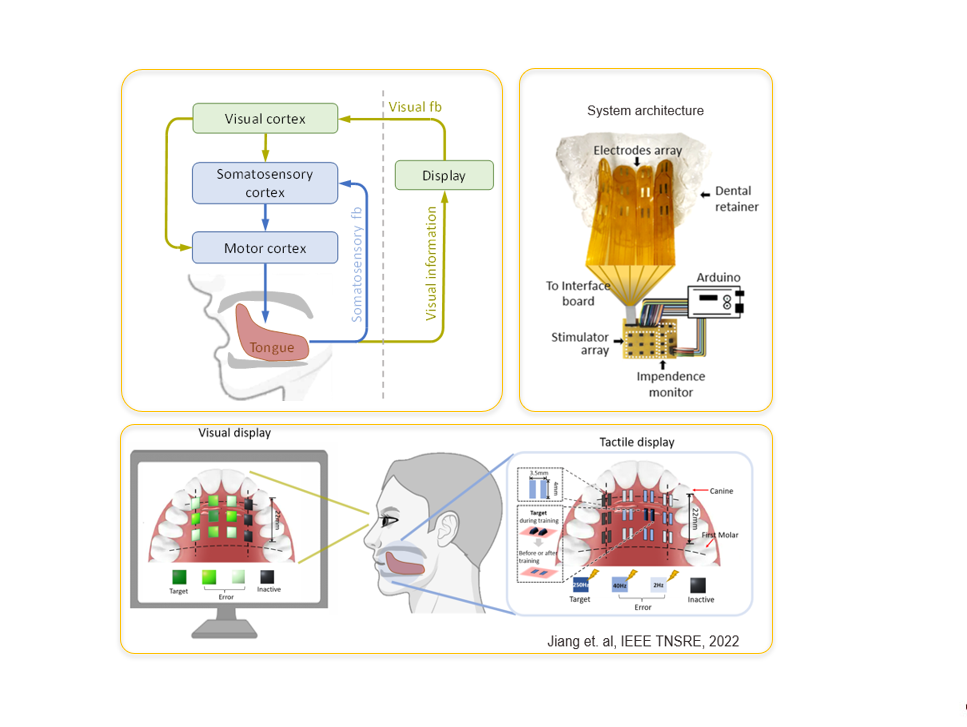 Visual fb
Visual cortex
Somatosensory
cortex
Display
Motor cortex
Somatosensory fb
Visual information
Tongue
System architecture
Electrodes array
Dental
retainer
To Interface
board
Arduino
Stimulator
array
Impendence
monitor
Visual display
27mm
Target
Error
Inactive
Tactile display
3.5mm
4mm
Target
during training
Before or after
training
Canine
22mm
First Molar
250Hz
40Hz
2Hz
Target
Error
Inactive
Jiang et. al, IEEE TNSRE, 2022